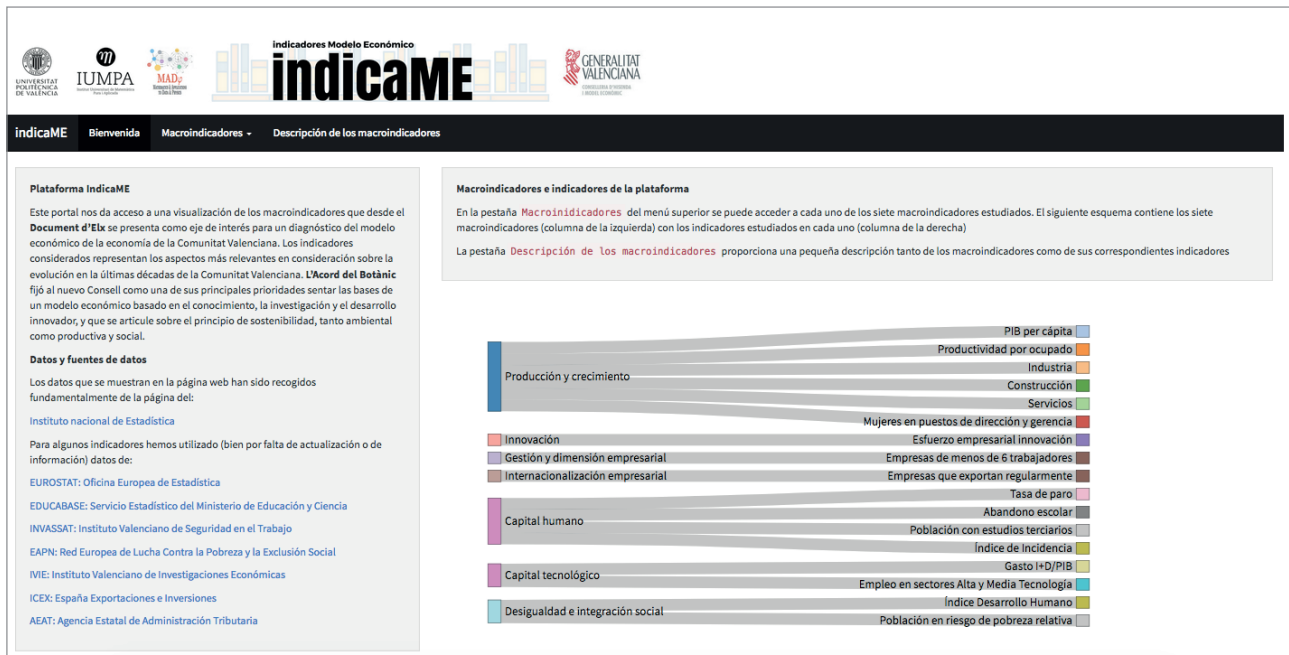 UNIVERSITAT
POLITÈCNICA
DE VALÈNCIA
IUMPA
MADe
indicadores Modelo Económico
indicaME
GENERALITAT
VALENCIANA
indicaME Bienvenida Macroindicadores Descripción de los macroindicadores
Plataforma IndicaME
Este portal nos da acceso a una visualización de los macroindicadores que desde el
Document d'Elx se presenta como eje de interés para un diagnóstico del modelo
económico de la economía de la Comunitat Valenciana. Los indicadores
considerados representan los aspectos más relevantes en consideración sobre la
evolución en la últimas décadas de la Comunitat Valenciana. L'Acord del Botànic
fijó al nuevo Consell como una de sus principales prioridades sentar las bases de
un modelo económico basado en el conocimiento, la investigación y el desarrollo
innovador, y que se articule sobre el principio de sostenibilidad, tanto ambiental
como productiva y social.
Datos y fuentes de datos
Los datos que se muestran en la página web han sido recogidos
fundamentalmente de la página del:
Instituto nacional de Estadística
Para algunos indicadores hemos utilizado (bien por falta de actualización o de
información) datos de:
EUROSTAT: Oficina Europea de Estadística
EDUCABASE: Servicio Estadístico del Ministerio de Educación y Ciencia
INVASSAT: Instituto Valenciano de Seguridad en el Trabajo
EAPN: Red Europea de Lucha Contra la Pobreza y la Exclusión Social
IVIE: Instituto Valenciano de Investigaciones Económicas
ICEX: España Exportaciones e Inversiones
AEAT: Agencia Estatal de Administración Tributaria
Macroindicadores e indicadores de la plataforma
En la pestaña Macroinidicadores del menú superior se puede acceder a cada uno de los siete macroindicadores estudiados. El siguiente esquema contiene los siete
macroindicadores (columna de la izquierda) con los indicadores estudiados en cada uno (columna de la derecha)
La pestaña Descripción de los macroindicadores proporciona una pequeña descripción tanto de los macroindicadores como de sus correspondientes indicadores
Producción y crecimiento
Innovación
Gestión y dimensión empresarial
Internacionalización empresarial
Capital humano
Capital tecnológico
Desigualdad e integración social
PIB per cápita
Productividad por ocupado
Industria
Construcción
Servicios
Mujeres en puestos de dirección y gerencia
Esfuerzo empresarial innovación
Empresas de menos de 6 trabajadores
Empresas que exportan regularmente
Tasa de paro
Abandono escolar
Población con estudios terciarios
Índice de Incidencia
Gasto I+D/PIB
Empleo en sectores Alta y Media Tecnología
Índice Desarrollo Humano
Población en riesgo de pobreza relativa